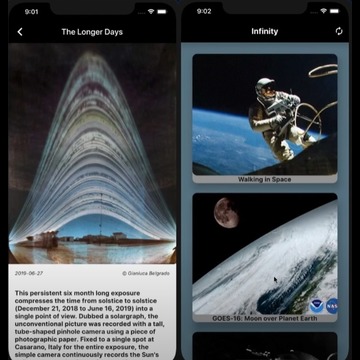 9:01
The Longer Days
2019-06-27
© Gianluca Belgrado
This persistent six month long exposure
compresses the time from solstice to solstice
(December 21, 2018 to June 16, 2019) into a
single point of view. Dubbed a solargraph, the
unconventional picture was recorded with a tall,
tube-shaped pinhole camera using a piece of
photographic paper. Fixed to a single spot at
Casarano, Italy for the entire exposure, the
simple camera continuously records the Sun's
9:02
Infinity
Walking in Space
GOES-16: Moon over Planet Earth
NASA